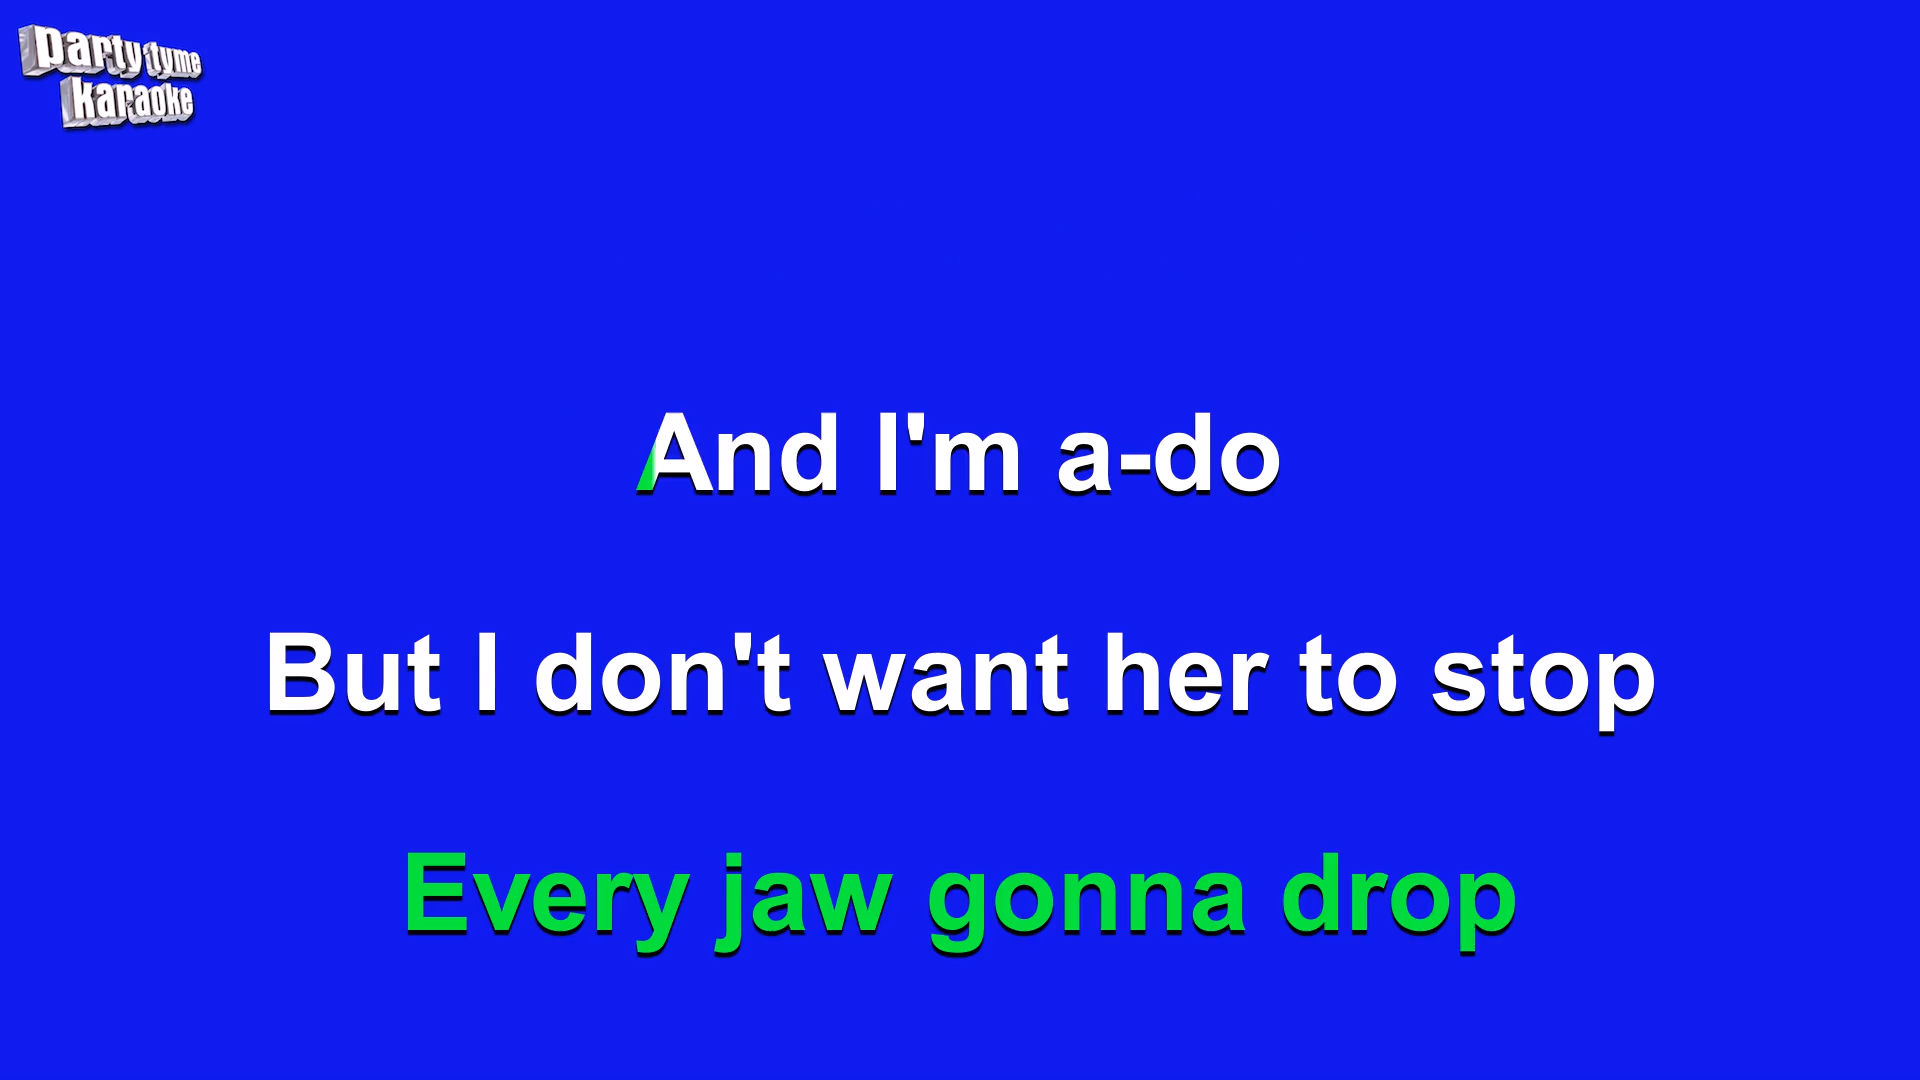 party tyme
karaoke
And I'm a-do
But I don't want her to stop
Every jaw gonna drop